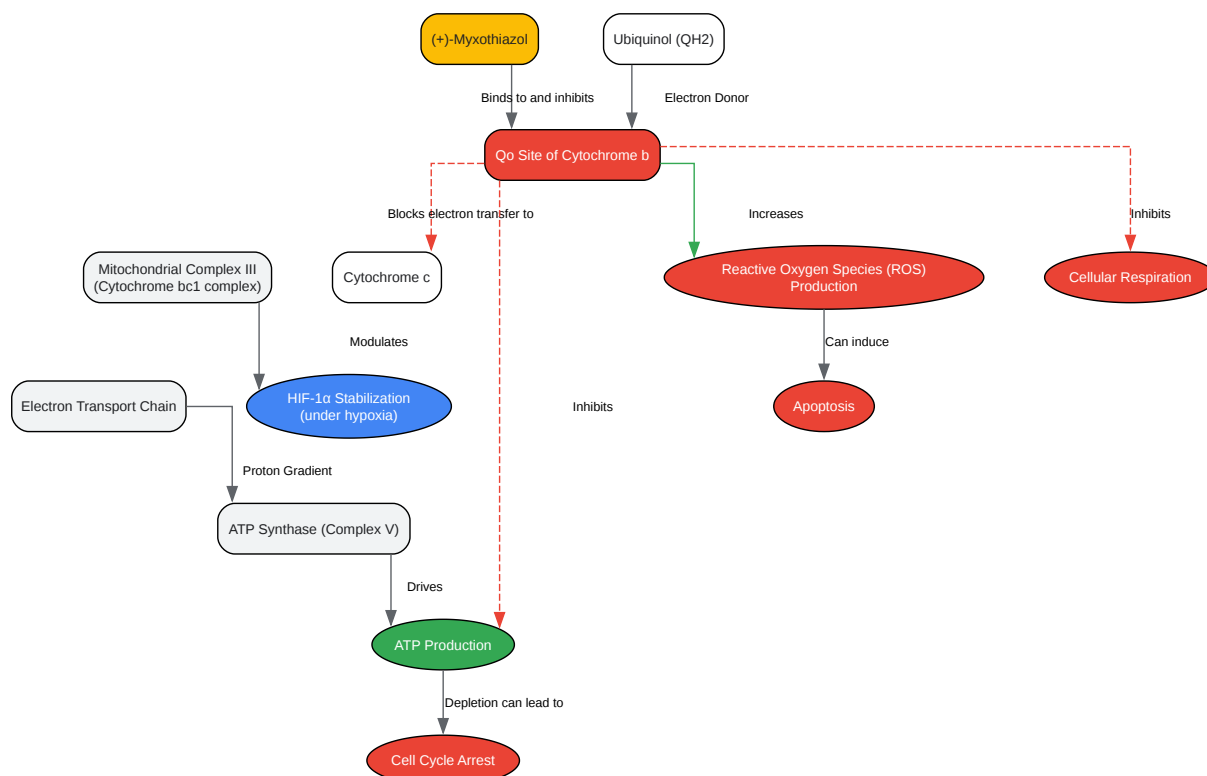 (+)-Myxothiazol
Ubiquinol (QH2)
Binds to and inhibits
Electron Donor
Qo Site of Cytochrome b
Blocks electron transfer to
Increases
Inhibits
Mitochondrial Complex III
(Cytochrome bc1 complex)
Cytochrome c
Reactive Oxygen Species (ROS)
Production
Cellular Respiration
Modulates
Can induce
Electron Transport Chain
HIF-1α Stabilization
(under hypoxia)
Inhibits
Apoptosis
Proton Gradient
ATP Synthase (Complex V)
Drives
ATP Production
Depletion can lead to
Cell Cycle Arrest